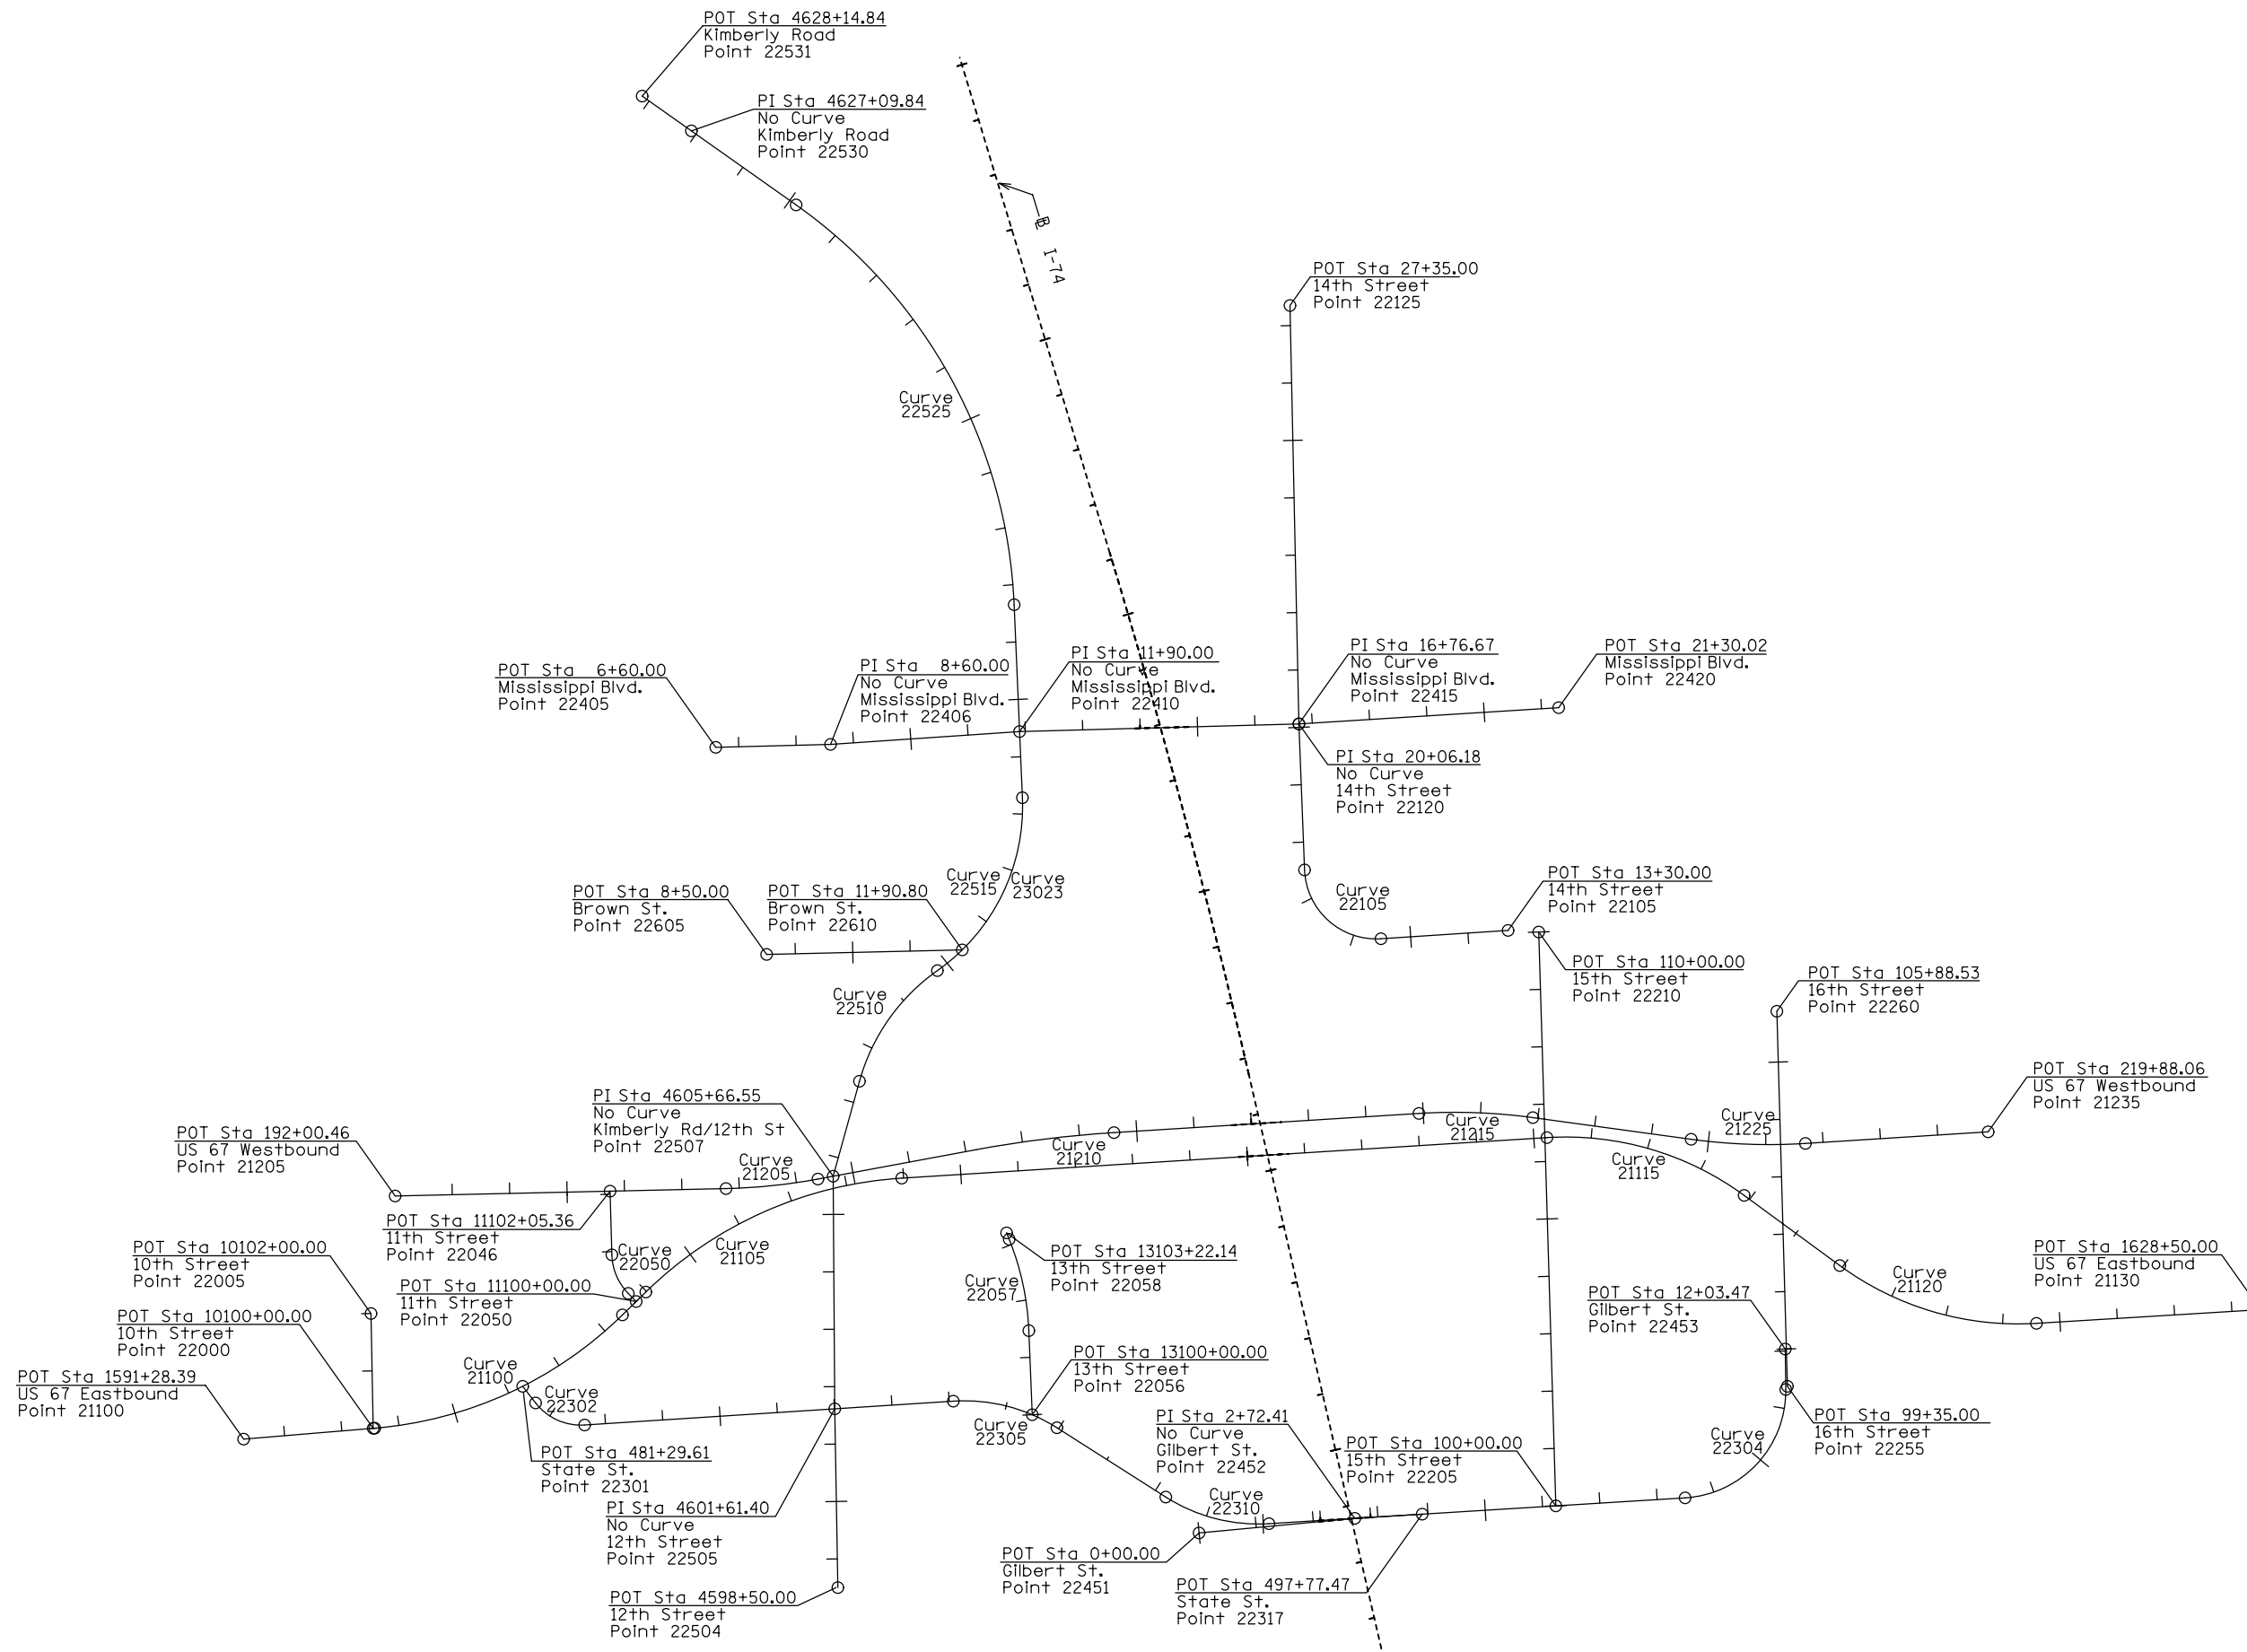 POT Sta 4628+14.84
Kimberly Road
Point 22531
PI Sta 4627+09.84
No Curve
Kimberly Road
Point 22530
I-74
POT Sta 27+35.00
14th Street
Point 22125
Curve
22525
POT Sta 6+60.00
Mississippi Blvd.
Point 22405
PI Sta 8+60.00
No Curve
Mississippi Blvd.
Point 22406
PI Sta 11+90.00
No Curve
Mississippi Blvd.
Point 22410
PI Sta 16+76.67
No Curve
Mississippi Blvd.
Point 22415
POT Sta 21+30.02
Mississippi Blvd.
Point 22420
PI Sta 20+06.18
No Curve
14th Street
Point 22120
POT Sta 8+50.00
Brown St.
Point 22605
POT Sta 11+90.80
Brown St.
Point 22610
Curve
22515
Curve
23023
Curve
22105
POT Sta 13+30.00
14th Street
Point 22105
POT Sta 110+00.00
15th Street
Point 22210
POT Sta 105+88.53
16th Street
Point 22260
Curve
22510
PI Sta 4605+66.55
No Curve
Kimberly Rd/12th St
Point 22507
POT Sta 219+88.06
US 67 Westbound
Point 21235
POT Sta 192+00.46
US 67 Westbound
Point 21205
Curve
21205
Curve
21210
Curve
21215
Curve
21225
Curve
21115
POT Sta 11102+05.36
11th Street
Point 22046
Curve
22050
Curve
21105
POT Sta 10102+00.00
10th Street
Point 22005
POT Sta 11100+00.00
11th Street
Point 22050
POT Sta 13103+22.14
13th Street
Point 22058
Curve
22057
POT Sta 1628+50.00
US 67 Eastbound
Point 21130
Curve
21120
POT Sta 12+03.47
Gilbert St.
Point 22453
POT Sta 10100+00.00
10th Street
Point 22000
POT Sta 1591+28.39
US 67 Eastbound
Point 21100
Curve
21100
Curve
22302
POT Sta 13100+00.00
13th Street
Point 22056
Curve
22305
PI Sta 2+72.41
No Curve
Gilbert St.
Point 22452
POT Sta 100+00.00
15th Street
Point 22205
POT Sta 99+35.00
16th Street
Point 22255
Curve
22304
POT Sta 481+29.61
State St.
Point 22301
PI Sta 4601+61.40
No Curve
12th Street
Point 22505
Curve
22310
POT Sta 0+00.00
Gilbert St.
Point 22451
POT Sta 497+77.47
State St.
Point 22317
POT Sta 4598+50.00
12th Street
Point 22504